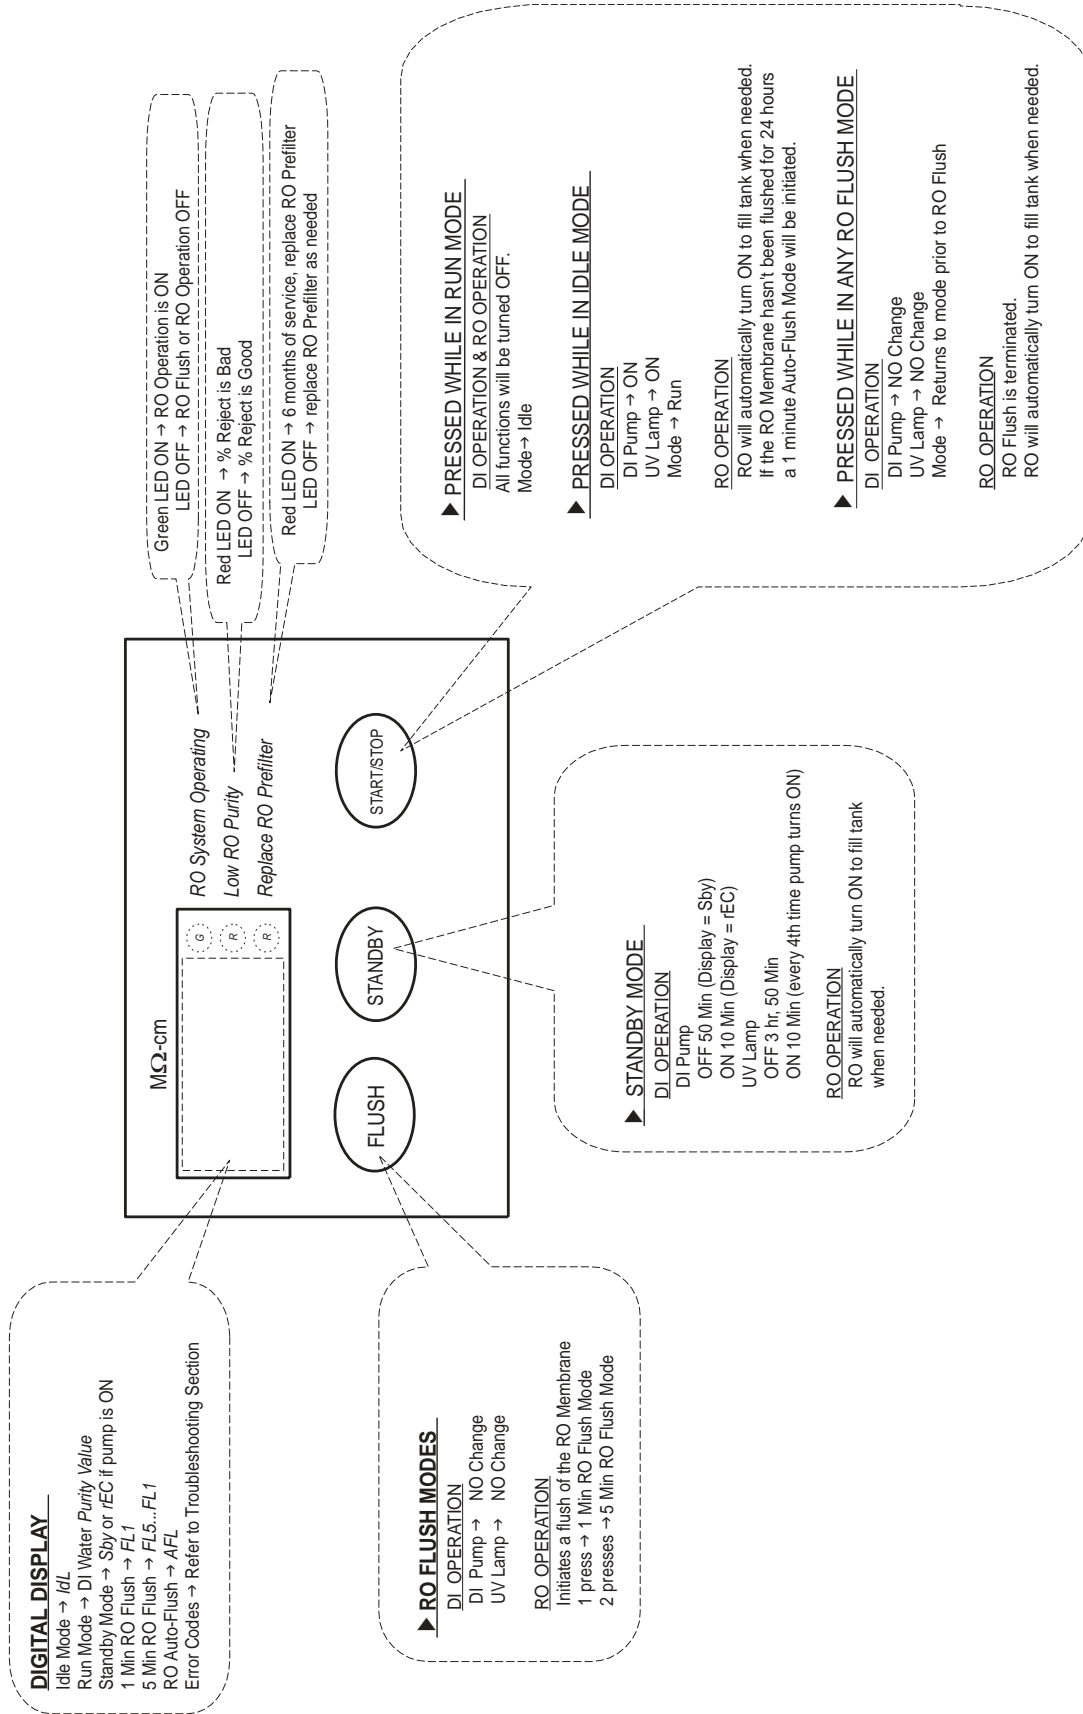 DIGITAL DISPLAY
Idle Mode → IdL
Run Mode → DI Water Purity Value
Standby Mode → Sby or rEC if pump is ON
1 Min RO Flush → FL1
5 Min RO Flush → FL5...FL1
RO Auto-Flush → AFL
Error Codes → Refer to Troubleshooting Section
MΩ-cm
G
R
R
RO System Operating
Low RO Purity
Replace RO Prefilter
FLUSH
STANDBY
START/STOP
Green LED ON → RO Operation is ON
LED OFF → RO Flush or RO Operation OFF
Red LED ON → % Reject is Bad
LED OFF → % Reject is Good
Red LED ON → 6 months of service, replace RO Prefilter
LED OFF → replace RO Prefilter as needed
▶ RO FLUSH MODES
DI OPERATION
DI Pump → NO Change
UV Lamp → NO Change
RO OPERATION
Initiates a flush of the RO Membrane
1 press → 1 Min RO Flush Mode
2 presses → 5 Min RO Flush Mode
▶ STANDBY MODE
DI OPERATION
DI Pump
OFF 50 Min (Display = Sby)
ON 10 Min (Display = rEC)
UV Lamp
OFF 3 hr, 50 Min
ON 10 Min (every 4th time pump turns ON)
RO OPERATION
RO will automatically turn ON to fill tank
when needed.
▶ PRESSED WHILE IN RUN MODE
DI OPERATION & RO OPERATION
All functions will be turned OFF.
Mode → Idle
▶ PRESSED WHILE IN IDLE MODE
DI OPERATION
DI Pump → ON
UV Lamp → ON
Mode → Run
RO OPERATION
RO will automatically turn ON to fill tank when needed.
If the RO Membrane hasn't been flushed for 24 hours
a 1 minute Auto-Flush Mode will be initiated.
▶ PRESSED WHILE IN ANY RO FLUSH MODE
DI OPERATION
DI Pump → NO Change
UV Lamp → NO Change
Mode → Returns to mode prior to RO Flush
RO OPERATION
RO Flush is terminated.
RO will automatically turn ON to fill tank when needed.